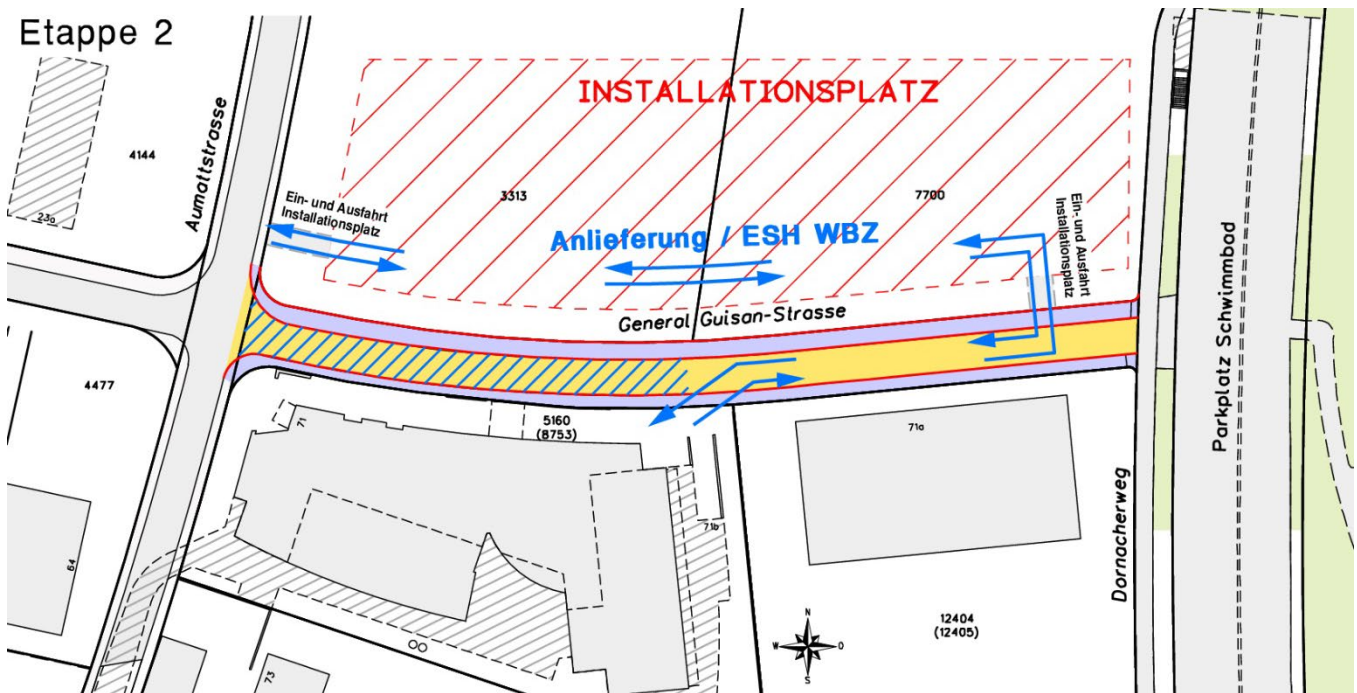 Etappe 2
INSTALLATIONSPLATZ
4144
Aumattstrasse
23a
3313
7700
Ein- und Ausfahrt
Installationsplatz
Anlieferung / ESH WBZ
Ein- und Ausfahrt
Installationsplatz
General Guisan-Strasse
Parkplatz Schwimmbad
4477
71
5160
(8753)
71a
71b
64
Dornacherweg
12404
(12405)
73
N
W
O
S